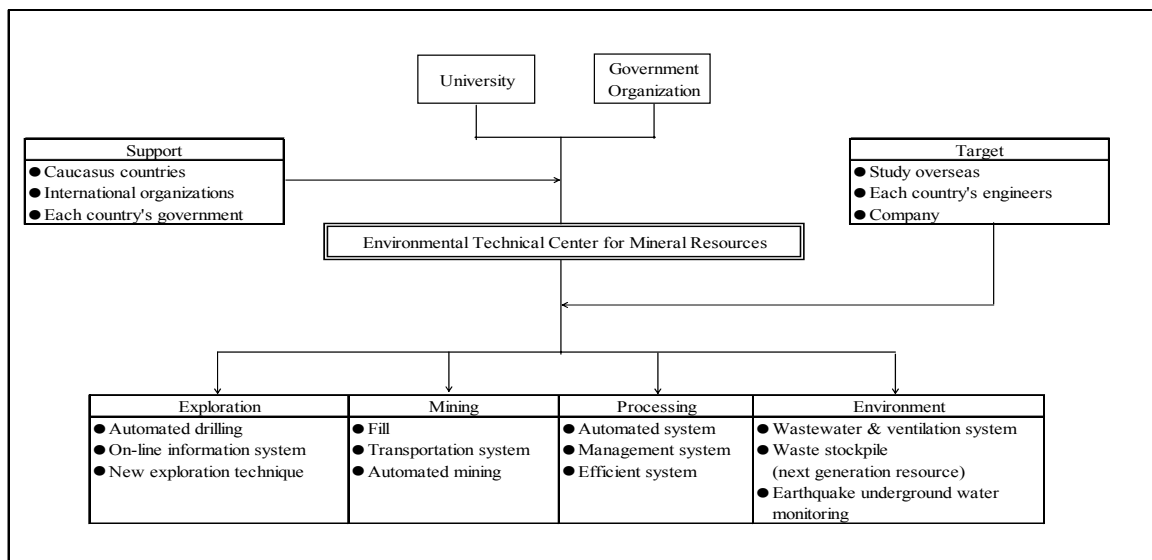 University
Government
Organization
Support
● Caucasus countries
● International organizations
● Each country's government
Target
● Study overseas
● Each country's engineers
● Company
Environmental Technical Center for Mineral Resources
Exploration
● Automated drilling
● On-line information system
● New exploration technique
Mining
● Fill
● Transportation system
● Automated mining
Processing
● Automated system
● Management system
● Efficient system
Environment
● Wastewater & ventilation system
● Waste stockpile
(next generation resource)
● Earthquake underground water
monitoring